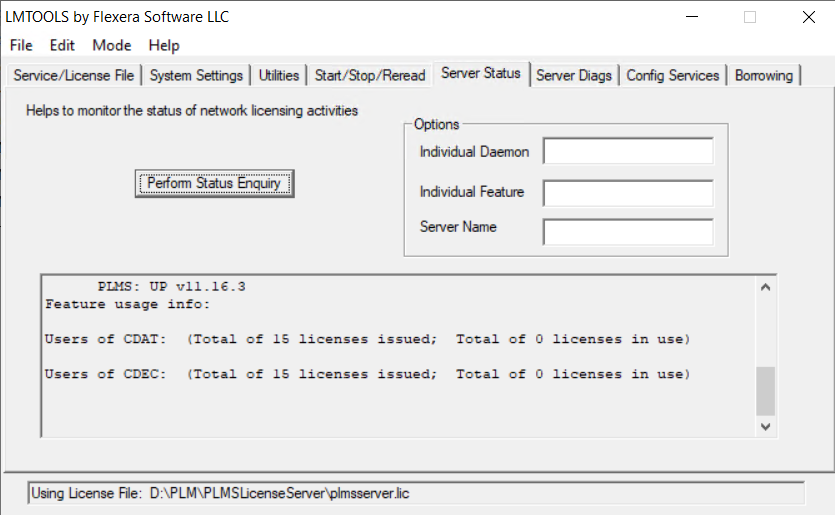 LMTOOLS by Flexera Software LLC
File Edit Mode Help
Service/License File System Settings Utilities Start/Stop/Reread Server Status Server Diags Config Services Borrowing
Helps to monitor the status of network licensing activities
Options
Individual Daemon
Perform Status Enquiry
Individual Feature
Server Name
PLMS: UP v11.16.3
Feature usage info:
Users of CDAT: (Total of 15 licenses issued; Total of 0 licenses in use)
Users of CDEC: (Total of 15 licenses issued; Total of 0 licenses in use)
Using License File: D:\PLM\PLMSLicenseServer\plmsserver.lic